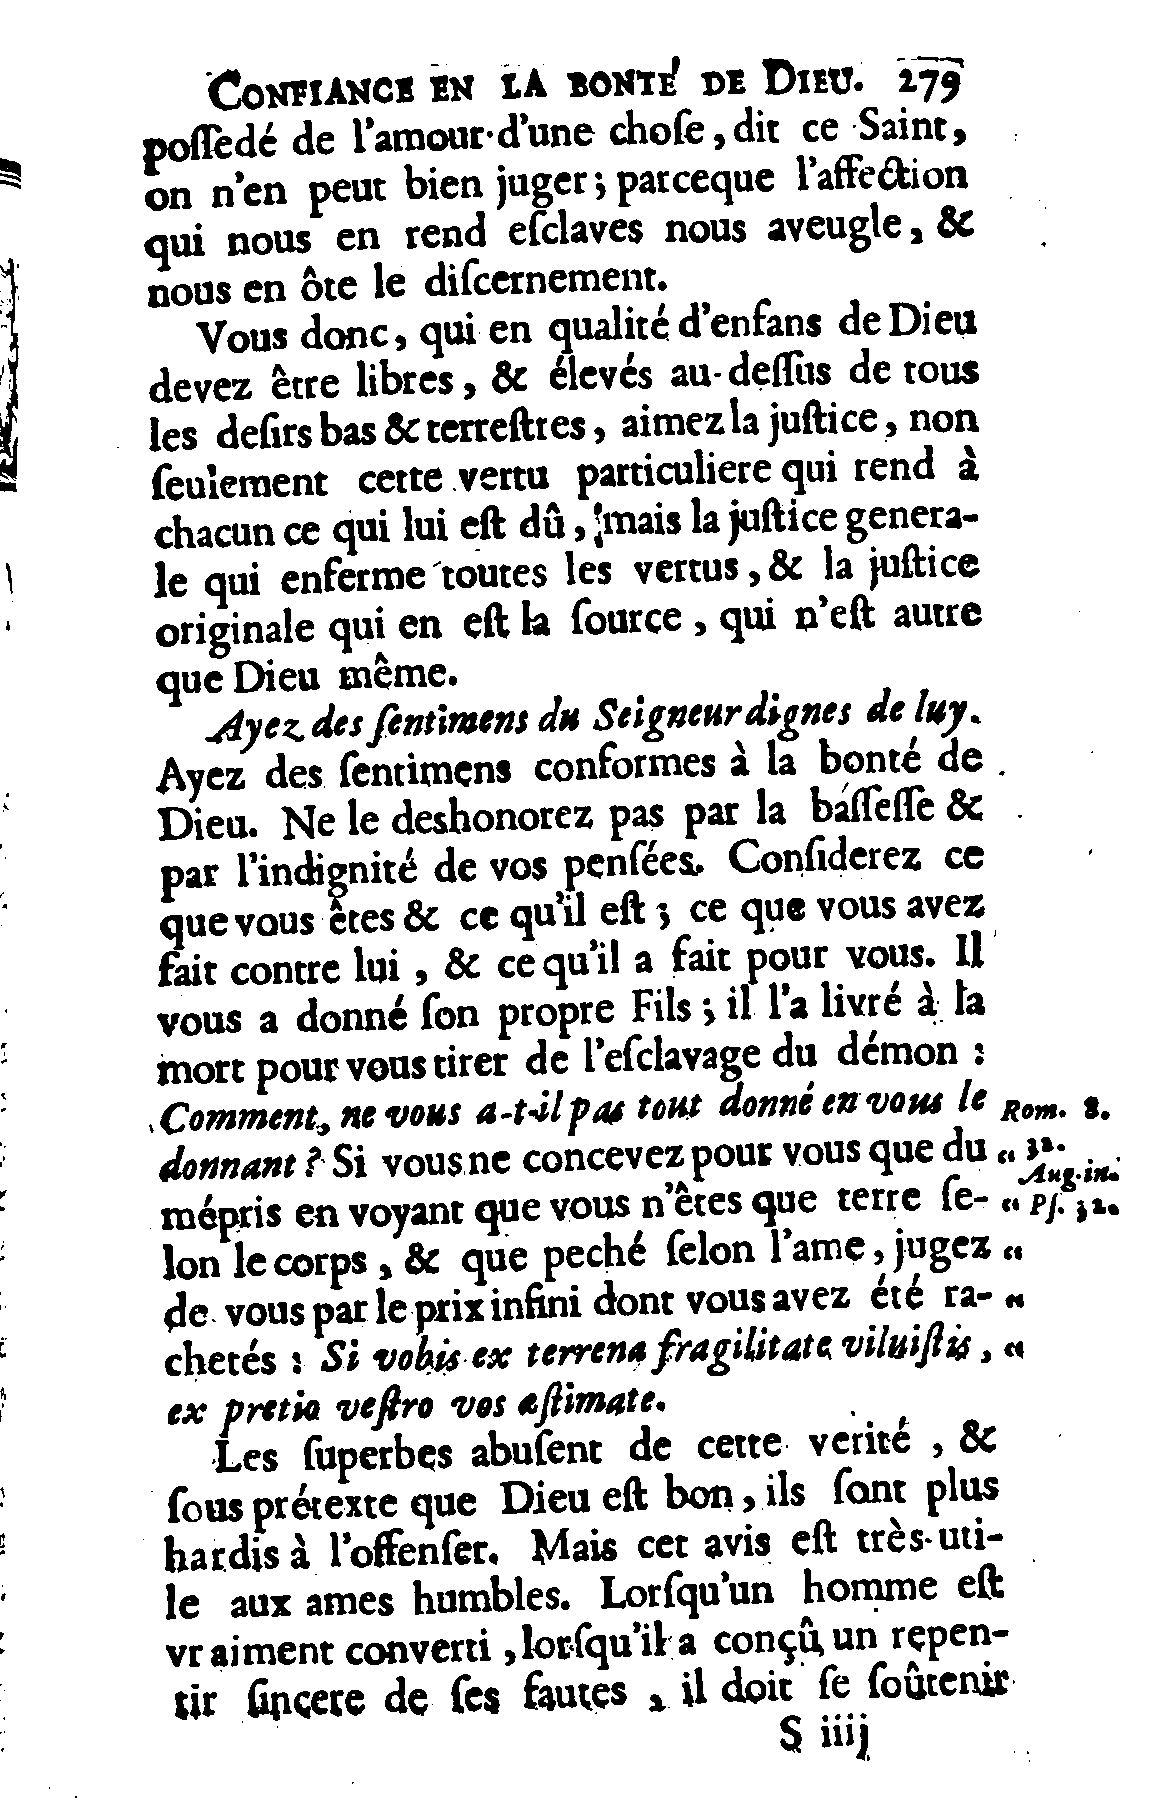 CONFIANCE EN LA BONTÉ DE DIEU. 279
poſſedé de l'amour d'une choſe, dit ce Saint,
on n'en peut bien juger; parceque l'affection
qui nous en rend eſclaves nous aveugle, &
nous en ôte le diſcernement.
Vous donc, qui en qualité d'enfans de Dieu
devez être libres, & élevés au-deſſus de tous
les deſirs bas & terreſtres, aimez la juſtice, non
ſeulement cette vertu particuliere qui rend à
chacun ce qui lui eſt dû, mais la juſtice genera-
le qui enferme toutes les vertus, & la juſtice
originale qui en eſt la ſource, qui n'eſt autre
que Dieu même.
Ayez des ſentimens du Seigneur dignes de luy.
Ayez des ſentimens conformes à la bonté de
Dieu. Ne le deshonorez pas par la baſſeſſe &
par l'indignité de vos penſées. Conſiderez ce
que vous êtes & ce qu'il eſt; ce que vous avez
fait contre lui, & ce qu'il a fait pour vous. Il
vous a donné ſon propre Fils; il l'a livré à la
mort pour vous tirer de l'eſclavage du démon:
Comment, ne vous a-t-il pas tout donné en vous le
donnant? Si vous ne concevez pour vous que du
mépris en voyant que vous n'êtes que terre ſe-
lon le corps, & que peché ſelon l'ame, jugez
de vous par le prix infini dont vous avez été ra-
chetés: Si vobis ex terrena fragilitate viluiſtis,
ex pretio veſtro vos æſtimate.
Rom. 8.
“ 32.
Aug. in.
“ Pſ. 32.
“
“
“
Les ſuperbes abuſent de cette verité, &
ſous prétexte que Dieu eſt bon, ils ſont plus
hardis à l'offenſer. Mais cet avis eſt très-uti-
le aux ames humbles. Lorſqu'un homme eſt
vraiment converti, lorſqu'il a conçû un repen-
tir ſincere de ſes fautes, il doit ſe ſoûtenir
S iiij